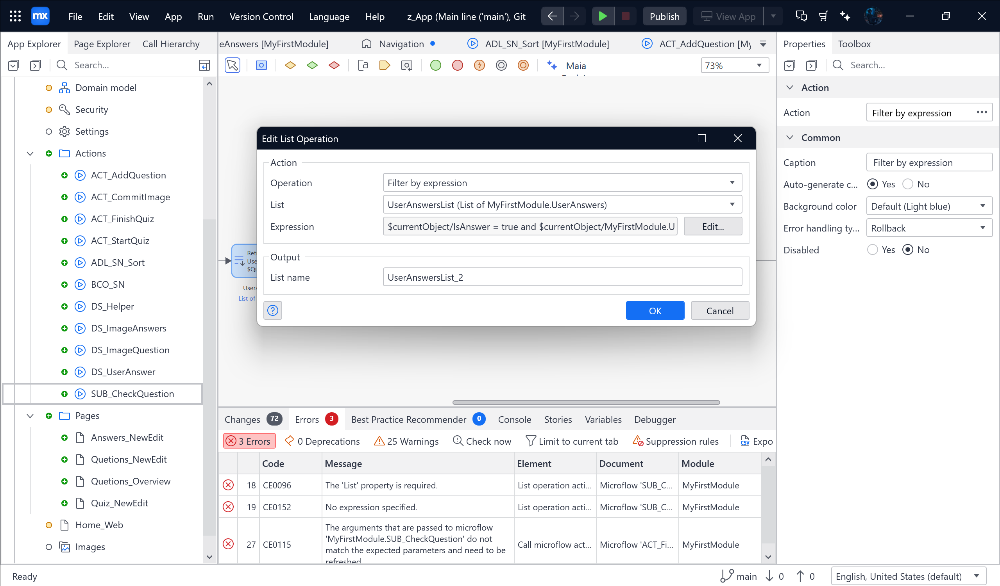 mx File Edit View App Run Version Control Language Help z_App (Main line ('main'), Git Publish View App
App Explorer Page Explorer Call Hierarchy
Search...
Domain model
Security
Settings
Actions
ACT_AddQuestion
ACT_CommitImage
ACT_FinishQuiz
ACT_StartQuiz
ADL_SN_Sort
BCO_SN
DS_Helper
DS_ImageAnswers
DS_ImageQuestion
DS_UserAnswer
SUB_CheckQuestion
Pages
Answers_NewEdit
Quetions_NewEdit
Quetions_Overview
Quiz_NewEdit
Home_Web
Images
eAnswers [MyFirstModule] Navigation ADL_SN_Sort [MyFirstModule] ACT_AddQuestion [My
Maia
73%
Retr
Use
$Qu
UserA
List of
Edit List Operation
Action
Operation Filter by expression
List UserAnswersList (List of MyFirstModule.UserAnswers)
Expression $currentObject/IsAnswer = true and $currentObject/MyFirstModule.U Edit...
Output
List name UserAnswersList_2
OK Cancel
Changes 72 Errors 3 Best Practice Recommender 0 Console Stories Variables Debugger
3 Errors 0 Deprecations 25 Warnings Check now Limit to current tab Suppression rules CSV Expor
Code Message Element Document Module
18 CE0096 The 'List' property is required. List operation acti... Microflow 'SUB_C... MyFirstModule
19 CE0152 No expression specified. List operation acti... Microflow 'SUB_C... MyFirstModule
27 CE0115 The arguments that are passed to microflow
'MyFirstModule.SUB_CheckQuestion' do not
match the expected parameters and need to be
refreshed
Call microflow act... Microflow 'ACT_Fi... MyFirstModule
Properties Toolbox
Search...
Action
Action Filter by expression ...
Common
Caption Filter by expression
Auto-generate c... Yes No
Background color Default (Light blue)
Error handling ty... Rollback
Disabled Yes No
Ready
main 0 0 English, United States (default)